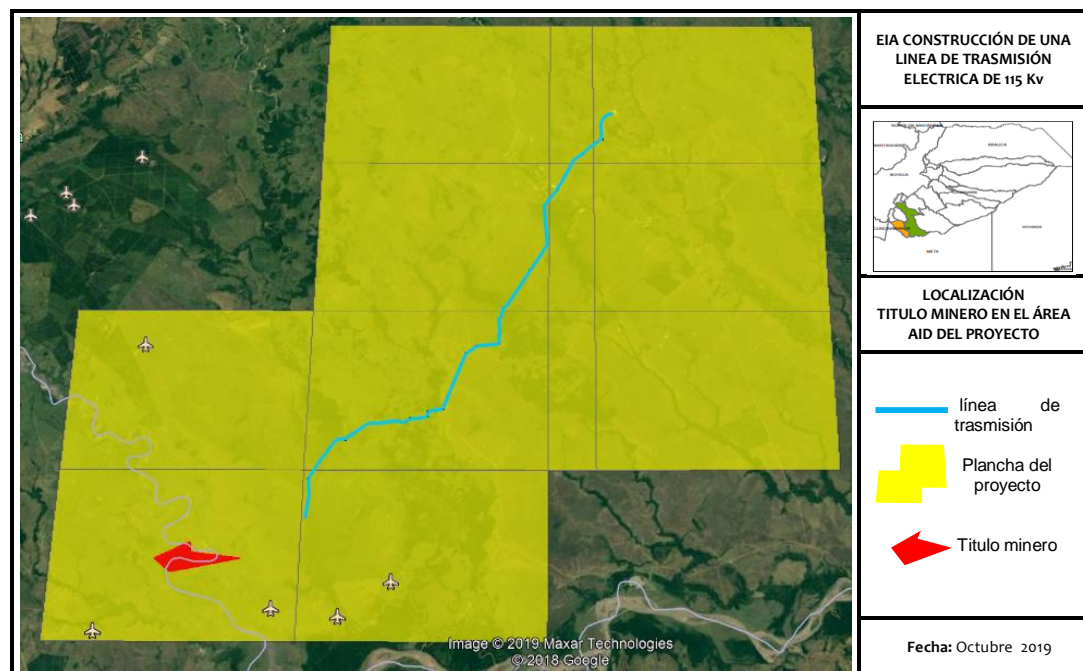 EIA CONSTRUCCIÓN DE UNA
LINEA DE TRASMISIÓN
ELECTRICA DE 115 Kv
ARAUCA
BOYACA
META
VICHADA
LOCALIZACIÓN
TITULO MINERO EN EL ÁREA
AID DEL PROYECTO
línea de
trasmisión
Plancha del
proyecto
Titulo minero
Fecha: Octubre 2019
Image © 2019 Maxar Technologies
© 2018 Google